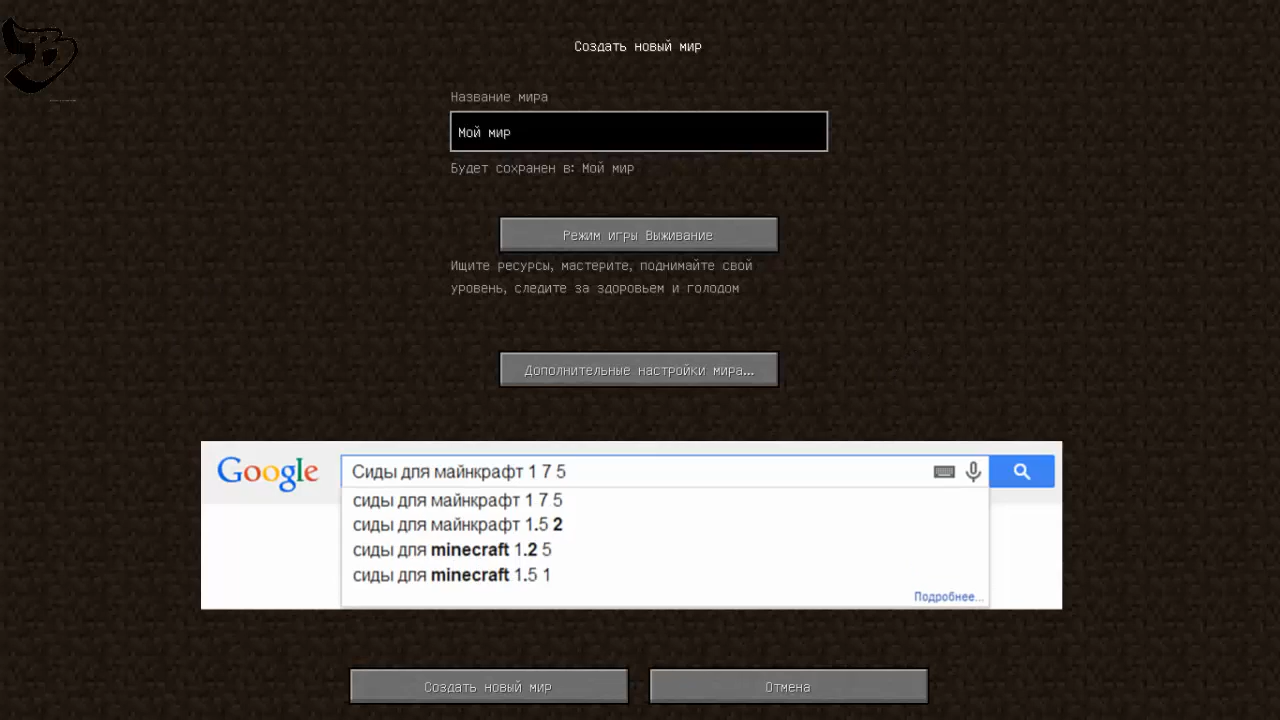 Создать новый мир
Название мира
Мой мир
Будет сохранен в: Мой мир
Режим игры Выживание
Ищите ресурсы, мастерите, поднимайте свой
уровень, следите за здоровьем и голодом
Дополнительные настройки мира...
Google
Сиды для майнкрафт 1 7 5
сиды для майнкрафт 1 7 5
сиды для майнкрафт 1.5 2
сиды для minecraft 1.2 5
сиды для minecraft 1.5 1
Подробнее...
Создать новый мир
Отмена